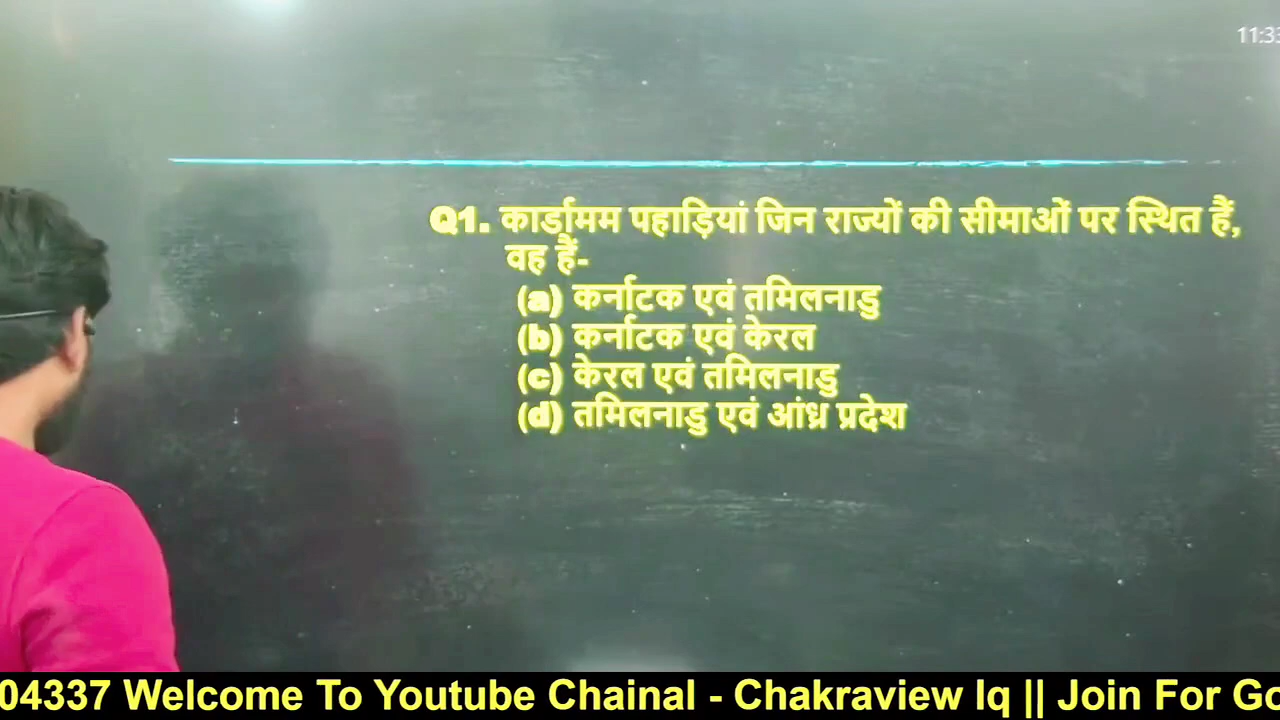 11:33
Q1. कार्डामम पहाड़ियां जिन राज्यों की सीमाओं पर स्थित हैं,
वह हैं-
(a) कर्नाटक एवं तमिलनाडु
(b) कर्नाटक एवं केरल
(c) केरल एवं तमिलनाडु
(d) तमिलनाडु एवं आंध्र प्रदेश
04337 Welcome To Youtube Chainal - Chakraview Iq || Join For Go